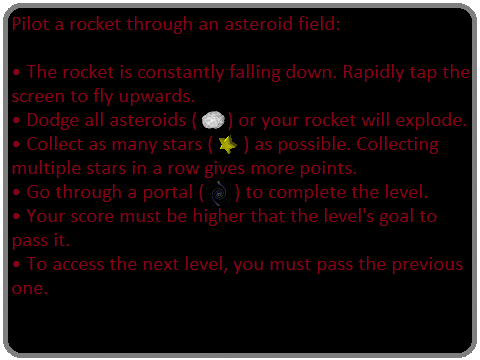 Pilot a rocket through an asteroid field:
• The rocket is constantly falling down. Rapidly tap the
screen to fly upwards.
• Dodge all asteroids ( ) or your rocket will explode.
• Collect as many stars ( ) as possible. Collecting
multiple stars in a row gives more points.
• Go through a portal ( ) to complete the level.
• Your score must be higher that the level's goal to
pass it.
• To access the next level, you must pass the previous
one.